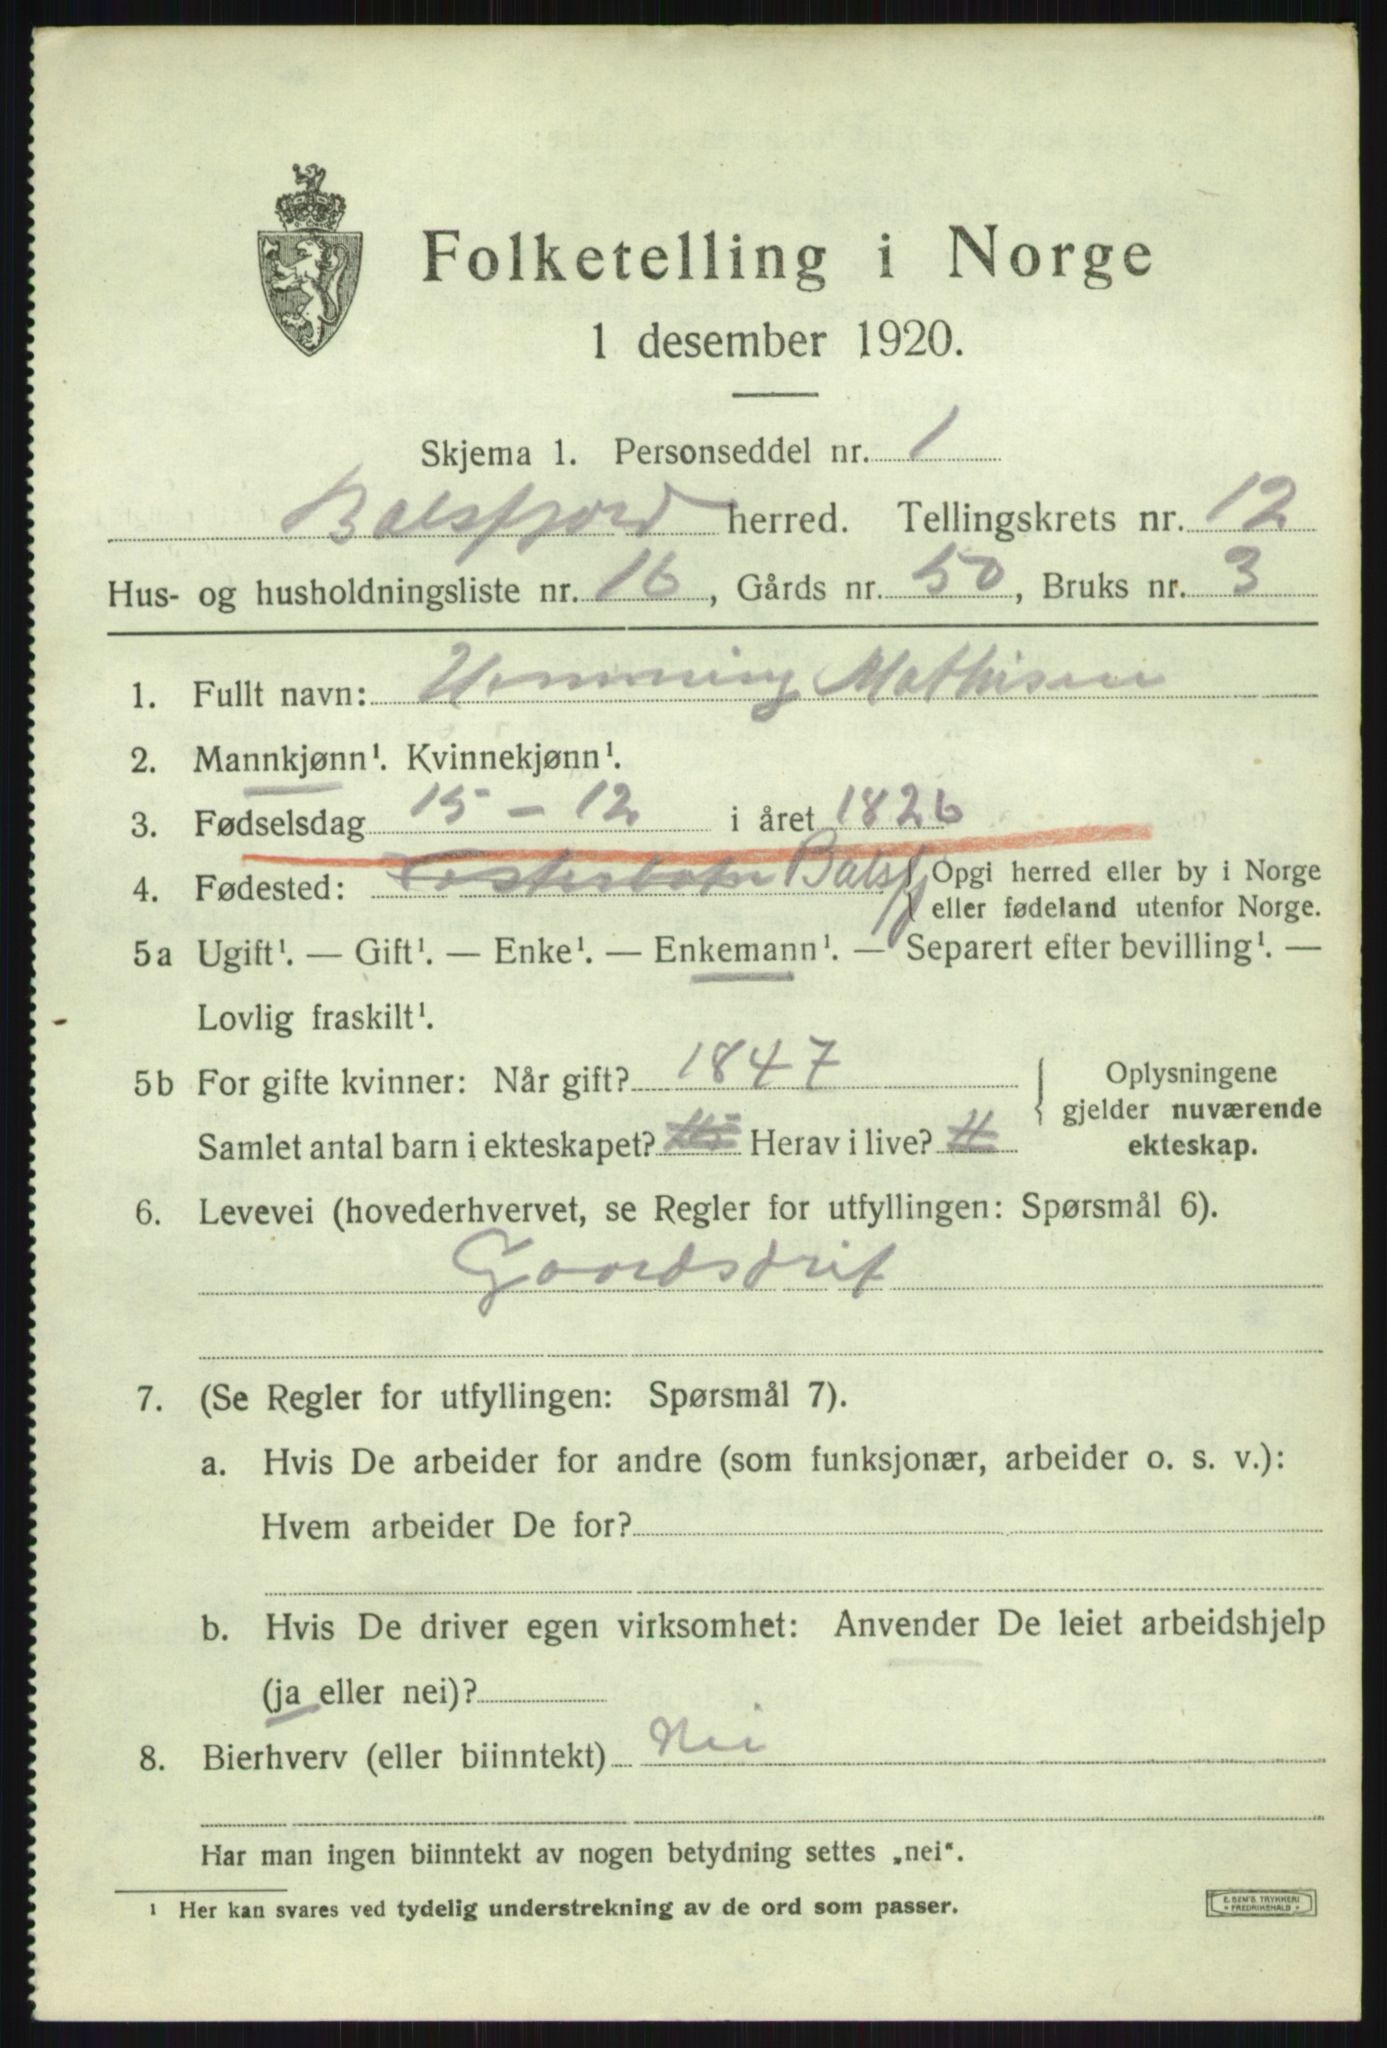 Folketelling i Norge
1 desember 1920.
Skjema 1. Personseddel nr. 1
Balsfjord herred. Tellingskrets nr. 12
Hus- og husholdningsliste nr. 16, Gårds nr. 50, Bruks nr. 3
1. Fullt navn: Hemming Mathisen
2. Mannkjønn¹. Kvinnekjønn¹.
3. Fødselsdag 15 - 12 i året 1826
4. Fødested: Balsfj { Opgi herred eller by i Norge
eller fødeland utenfor Norge.
5a Ugift¹. — Gift¹. — Enke¹. — Enkemann¹. — Separert efter bevilling¹. —
Lovlig fraskilt¹.
5b For gifte kvinner: Når gift? 1847 { Oplysningene
gjelder nuværende
ekteskap.
Samlet antal barn i ekteskapet? Herav i live?
6. Levevei (hovederhvervet, se Regler for utfyllingen: Spørsmål 6).
Gaardsdrift
7. (Se Regler for utfyllingen: Spørsmål 7).
a. Hvis De arbeider for andre (som funksjonær, arbeider o. s. v.):
Hvem arbeider De for?
b. Hvis De driver egen virksomhet: Anvender De leiet arbeidshjelp
(ja eller nei)?
8. Bierhverv (eller biinntekt) Nei
Har man ingen biinntekt av nogen betydning settes „nei“.
¹ Her kan svares ved tydelig understrekning av de ord som passer.
E. SEM'S TRYKKERI
* FREDRIKSHALD *